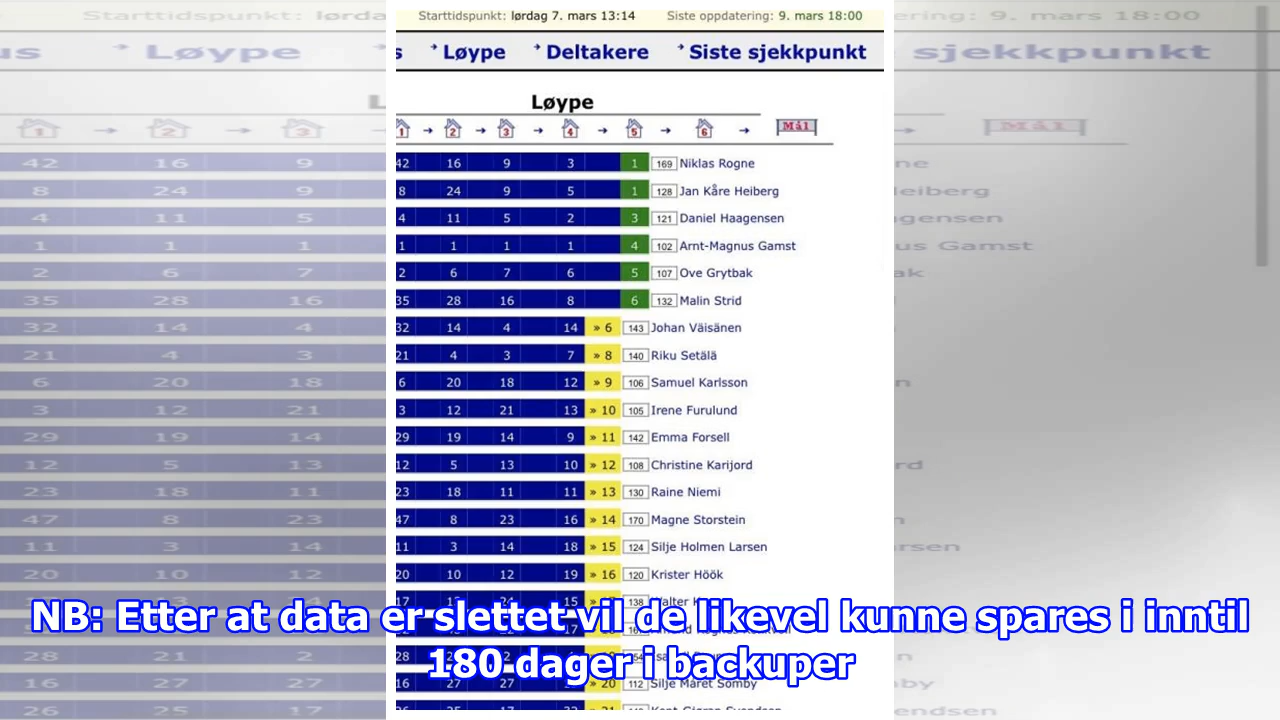 Starttidspunkt: lørdag 7. mars 13:14 Siste oppdatering: 9. mars 18:00
s Løype Deltakere Siste sjekkpunkt
Løype
1 → 2 → 3 → 4 → 5 → 6 → Mål
42 16 9 3 1 169 Niklas Rogne
8 24 9 5 1 128 Jan Kåre Heiberg
4 11 5 2 3 121 Daniel Haagensen
1 1 1 1 4 102 Arnt-Magnus Gamst
2 6 7 6 5 107 Ove Grytbak
35 28 16 8 6 132 Malin Strid
32 14 4 14 » 6 143 Johan Väisänen
21 4 3 7 » 8 140 Riku Setälä
6 20 18 12 » 9 106 Samuel Karlsson
3 12 21 13 » 10 105 Irene Furulund
29 19 14 9 » 11 142 Emma Forsell
12 5 13 10 » 12 108 Christine Karijord
23 18 11 11 » 13 130 Raine Niemi
47 8 23 16 » 14 170 Magne Storstein
11 3 14 18 » 15 124 Silje Holmen Larsen
20 10 12 19 » 16 120 Krister Höök
NB: Etter at data er slettet vil de likevel kunne spares i inntil
180 dager i backuper
16 27 27 » 20 112 Silje Maret Somby